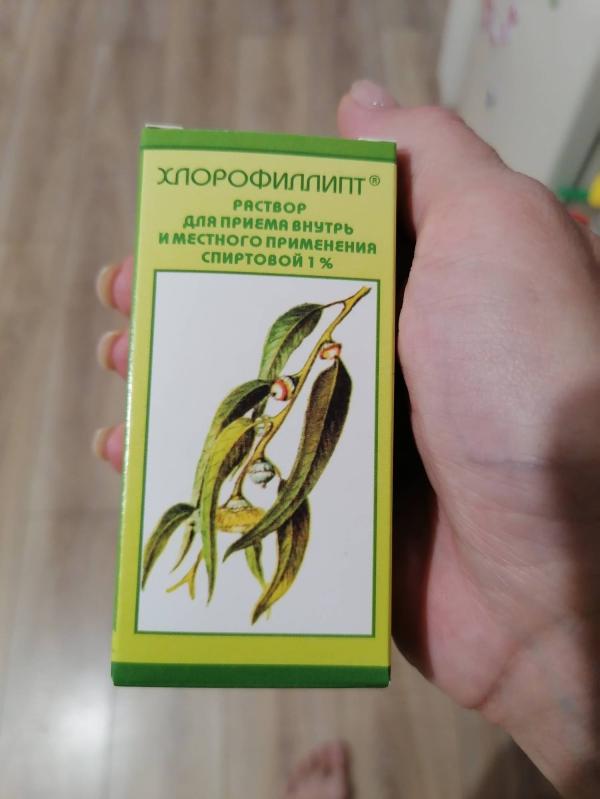 ХЛОРОФИЛЛИПТ®
РАСТВОР
ДЛЯ ПРИЕМА ВНУТРЬ
И МЕСТНОГО ПРИМЕНЕНИЯ
СПИРТОВОЙ 1 %